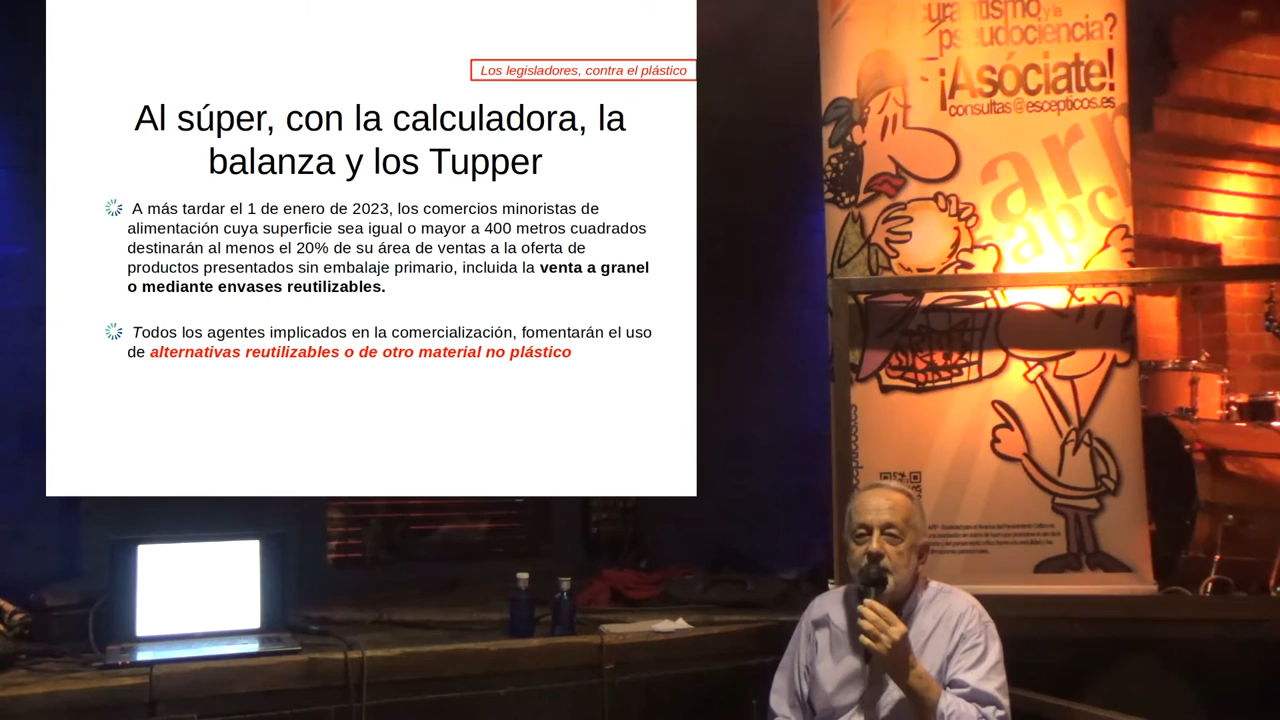 Los legisladores, contra el plástico
Al súper, con la calculadora, la
balanza y los Tupper
A más tardar el 1 de enero de 2023, los comercios minoristas de
alimentación cuya superficie sea igual o mayor a 400 metros cuadrados
destinarán al menos el 20% de su área de ventas a la oferta de
productos presentados sin embalaje primario, incluida la venta a granel
o mediante envases reutilizables.
Todos los agentes implicados en la comercialización, fomentarán el uso
de alternativas reutilizables o de otro material no plástico
y la
pseudociencia?
¡Asóciate!
consultas@escepticos.es
arp
sapc